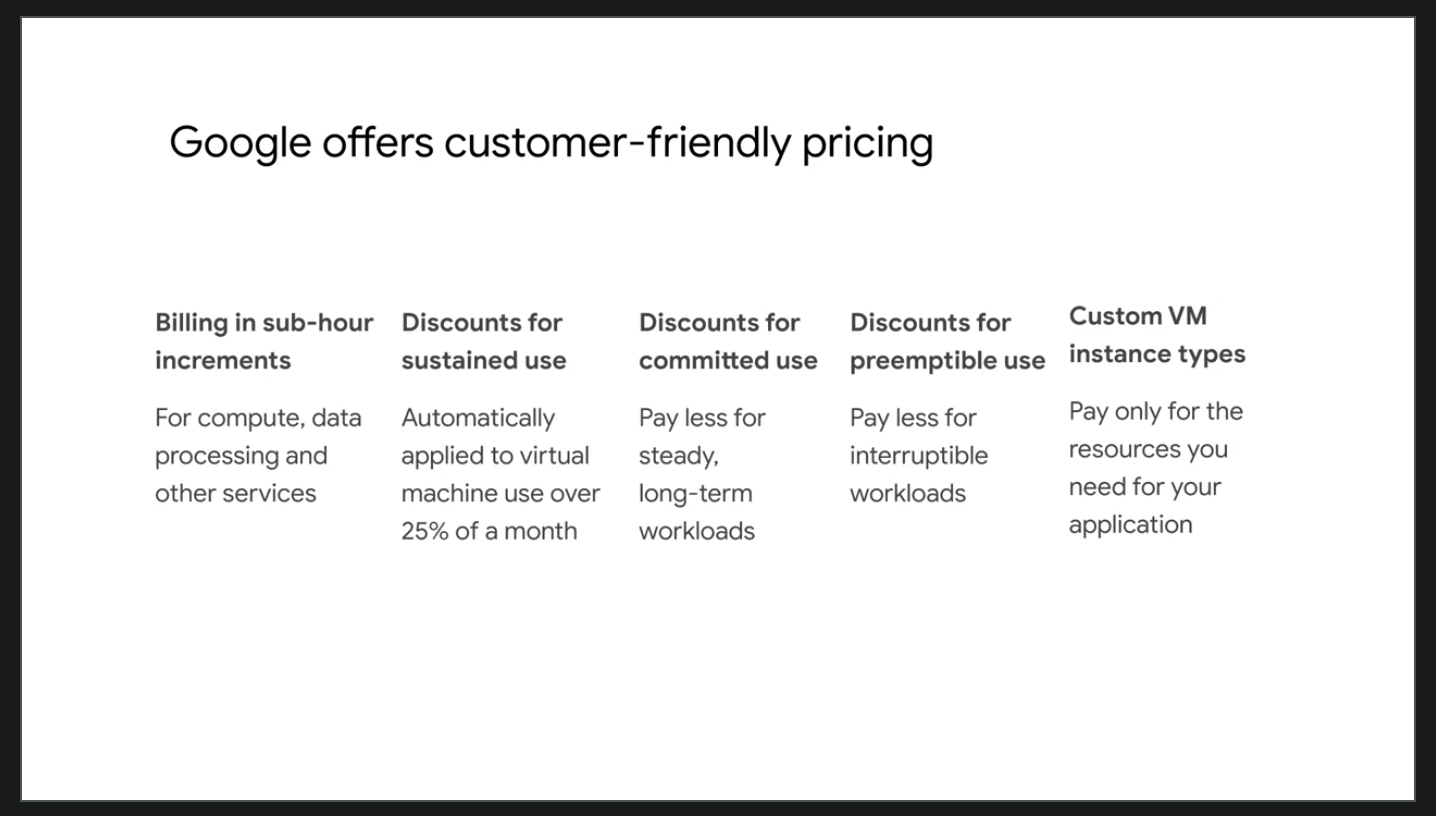 Google offers customer-friendly pricing
Billing in sub-hour
increments
For compute, data
processing and
other services
Discounts for
sustained use
Automatically
applied to virtual
machine use over
25% of a month
Discounts for
committed use
Pay less for
steady,
long-term
workloads
Discounts for
preemptible use
Pay less for
interruptible
workloads
Custom VM
instance types
Pay only for the
resources you
need for your
application